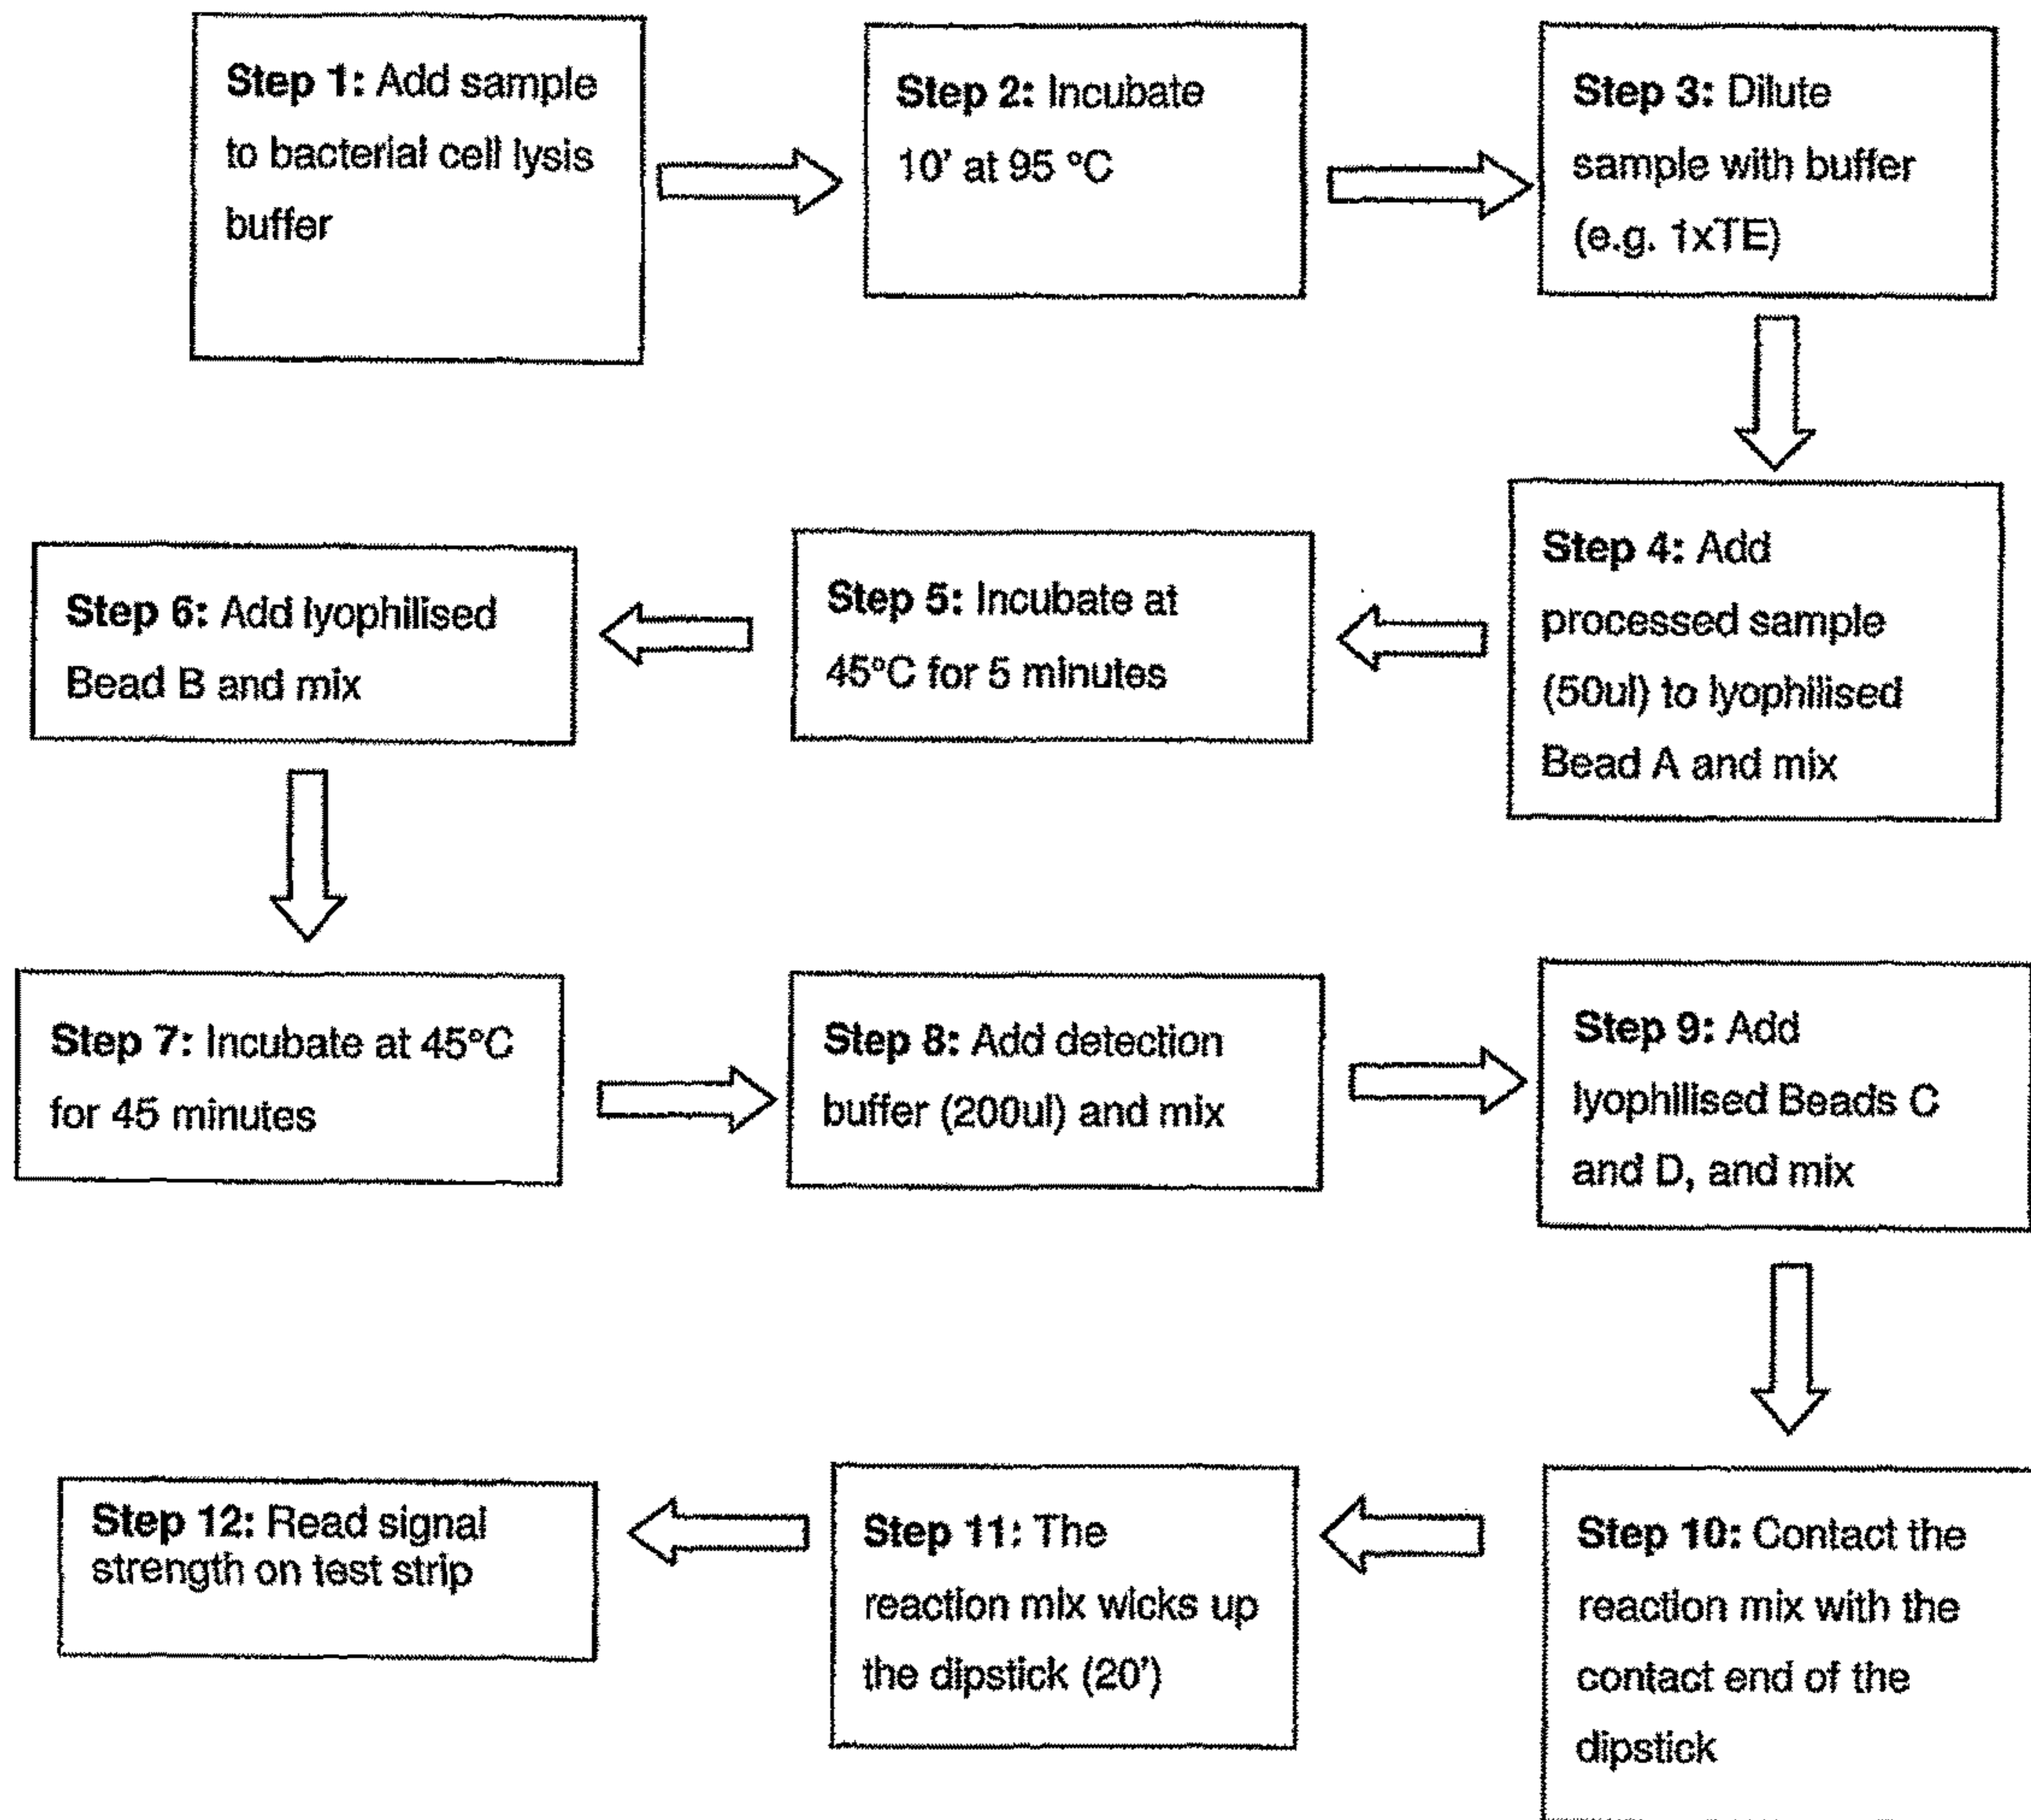 Step 1: Add sample
to bacterial cell lysis
buffer
Step 2: Incubate
10' at 95 °C
Step 3: Dilute
sample with buffer
(e.g. 1xTE)
Step 4: Add
processed sample
(50ul) to lyophilised
Bead A and mix
Step 5: Incubate at
45°C for 5 minutes
Step 6: Add lyophilised
Bead B and mix
Step 7: Incubate at 45°C
for 45 minutes
Step 8: Add detection
buffer (200ul) and mix
Step 9: Add
lyophilised Beads C
and D, and mix
Step 10: Contact the
reaction mix with the
contact end of the
dipstick
Step 11: The
reaction mix wicks up
the dipstick (20')
Step 12: Read signal
strength on test strip